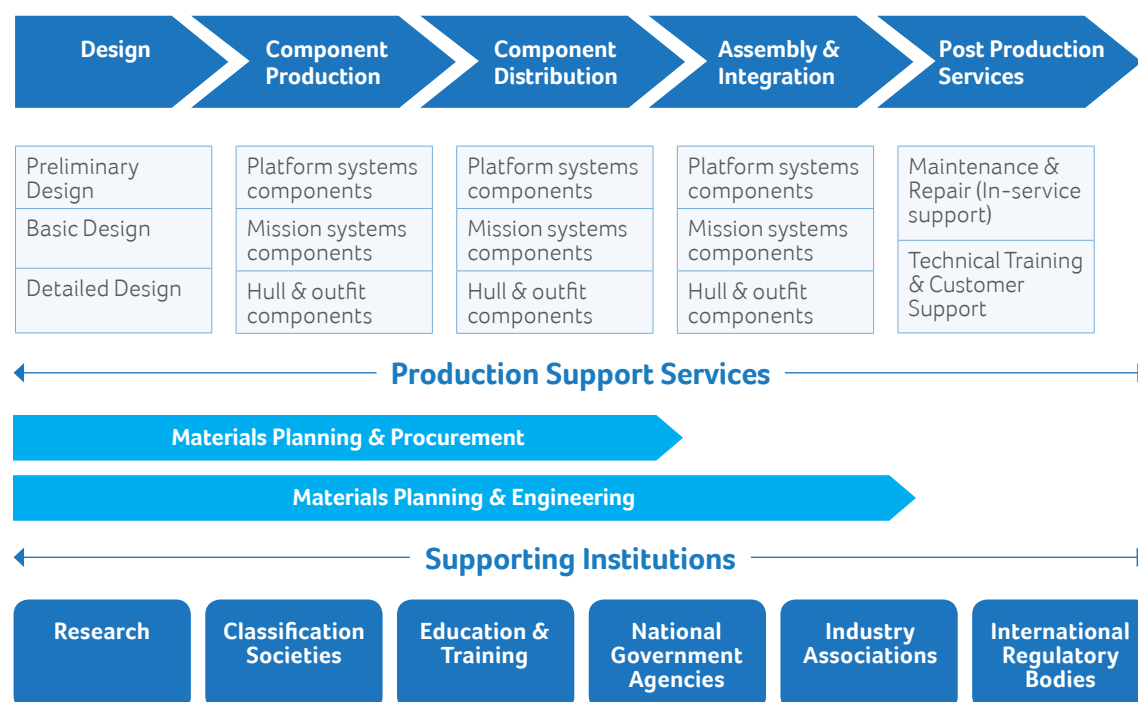 Design
Component
Production
Component
Distribution
Assembly &
Integration
Post Production
Services
Preliminary
Design
Basic Design
Detailed Design
Platform systems
components
Mission systems
components
Hull & outfit
components
Platform systems
components
Mission systems
components
Hull & outfit
components
Platform systems
components
Mission systems
components
Hull & outfit
components
Maintenance &
Repair (In-service
support)
Technical Training
& Customer
Support
Production Support Services
Materials Planning & Procurement
Materials Planning & Engineering
Supporting Institutions
Research
Classification
Societies
Education &
Training
National
Government
Agencies
Industry
Associations
International
Regulatory
Bodies